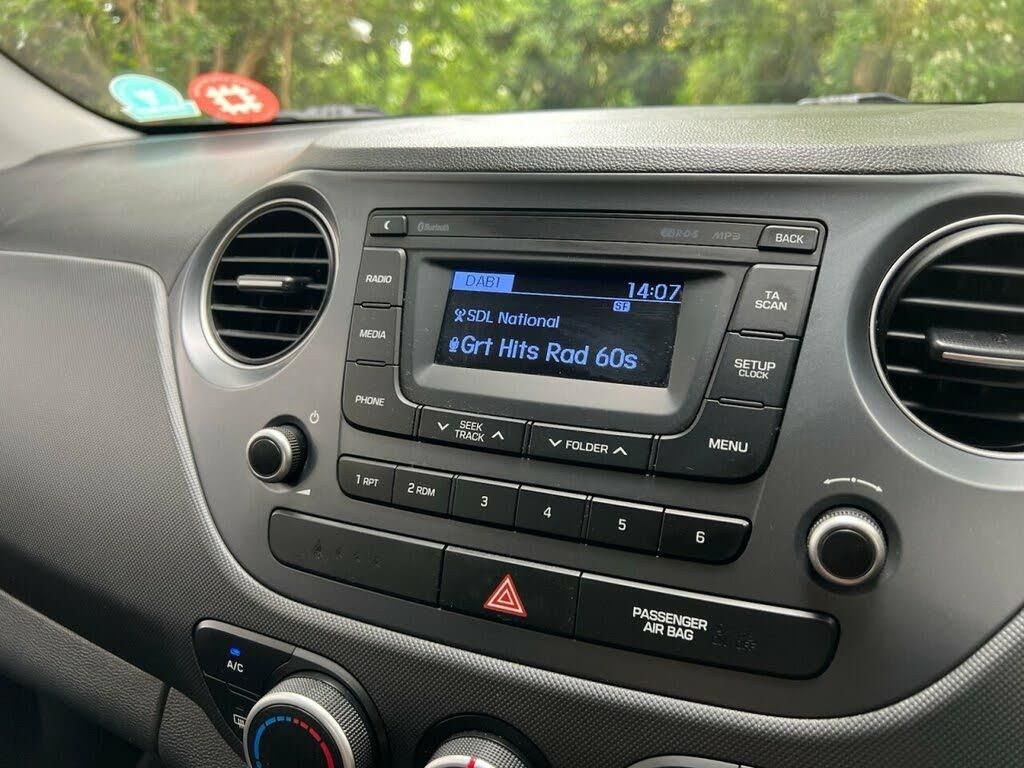 Bluetooth
R·D·S
MP3
BACK
RADIO
DAB1
14:07
TA
SCAN
SF
SDL National
MEDIA
Grt Hits Rad 60s
SETUP
CLOCK
PHONE
SEEK
TRACK
FOLDER
MENU
1 RPT
2 RDM
3
4
5
6
PASSENGER
AIR BAG
OFF
A/C